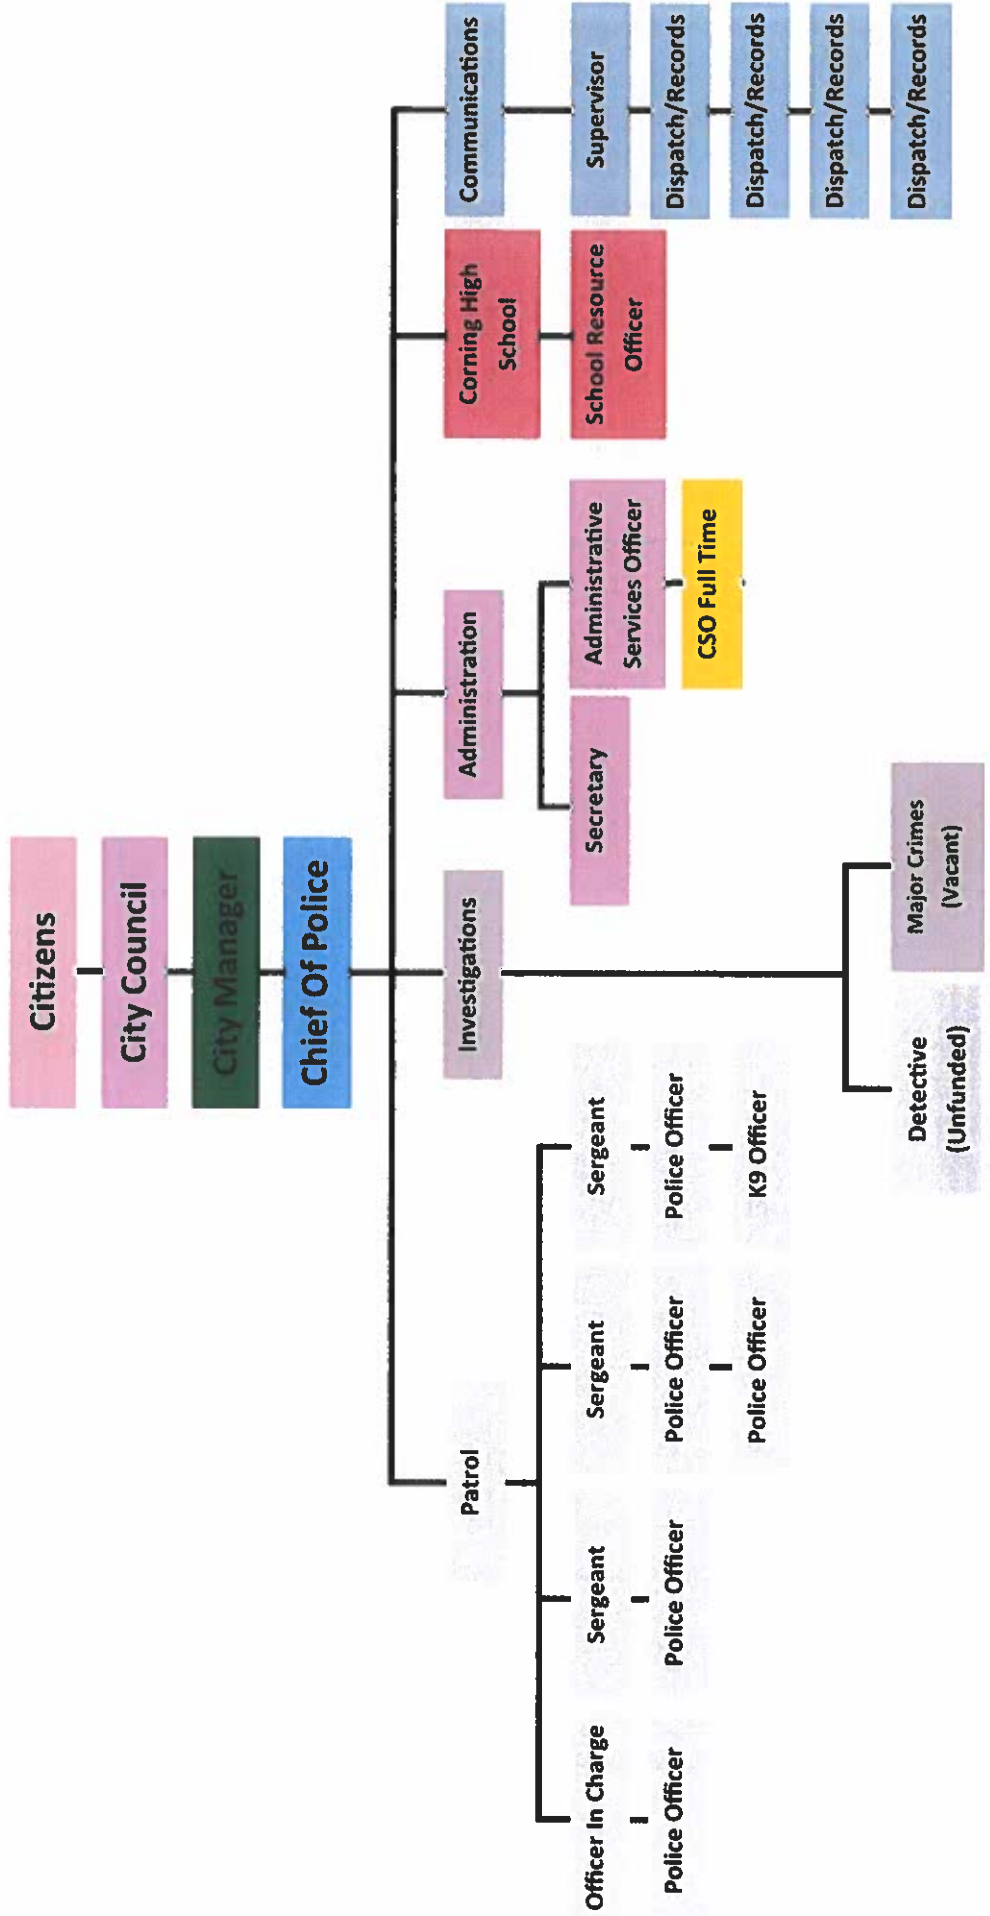 Citizens
City Council
City Manager
Chief Of Police
Patrol
Investigations
Administration
Corning High
School
Communications
Officer In Charge
Sergeant
Sergeant
Sergeant
Secretary
Administrative
Services Officer
School Resource
Officer
Supervisor
Police Officer
Police Officer
Police Officer
Police Officer
CSO Full Time
Dispatch/Records
Police Officer
K9 Officer
Dispatch/Records
Dispatch/Records
Detective
(Unfunded)
Major Crimes
(Vacant)
Dispatch/Records